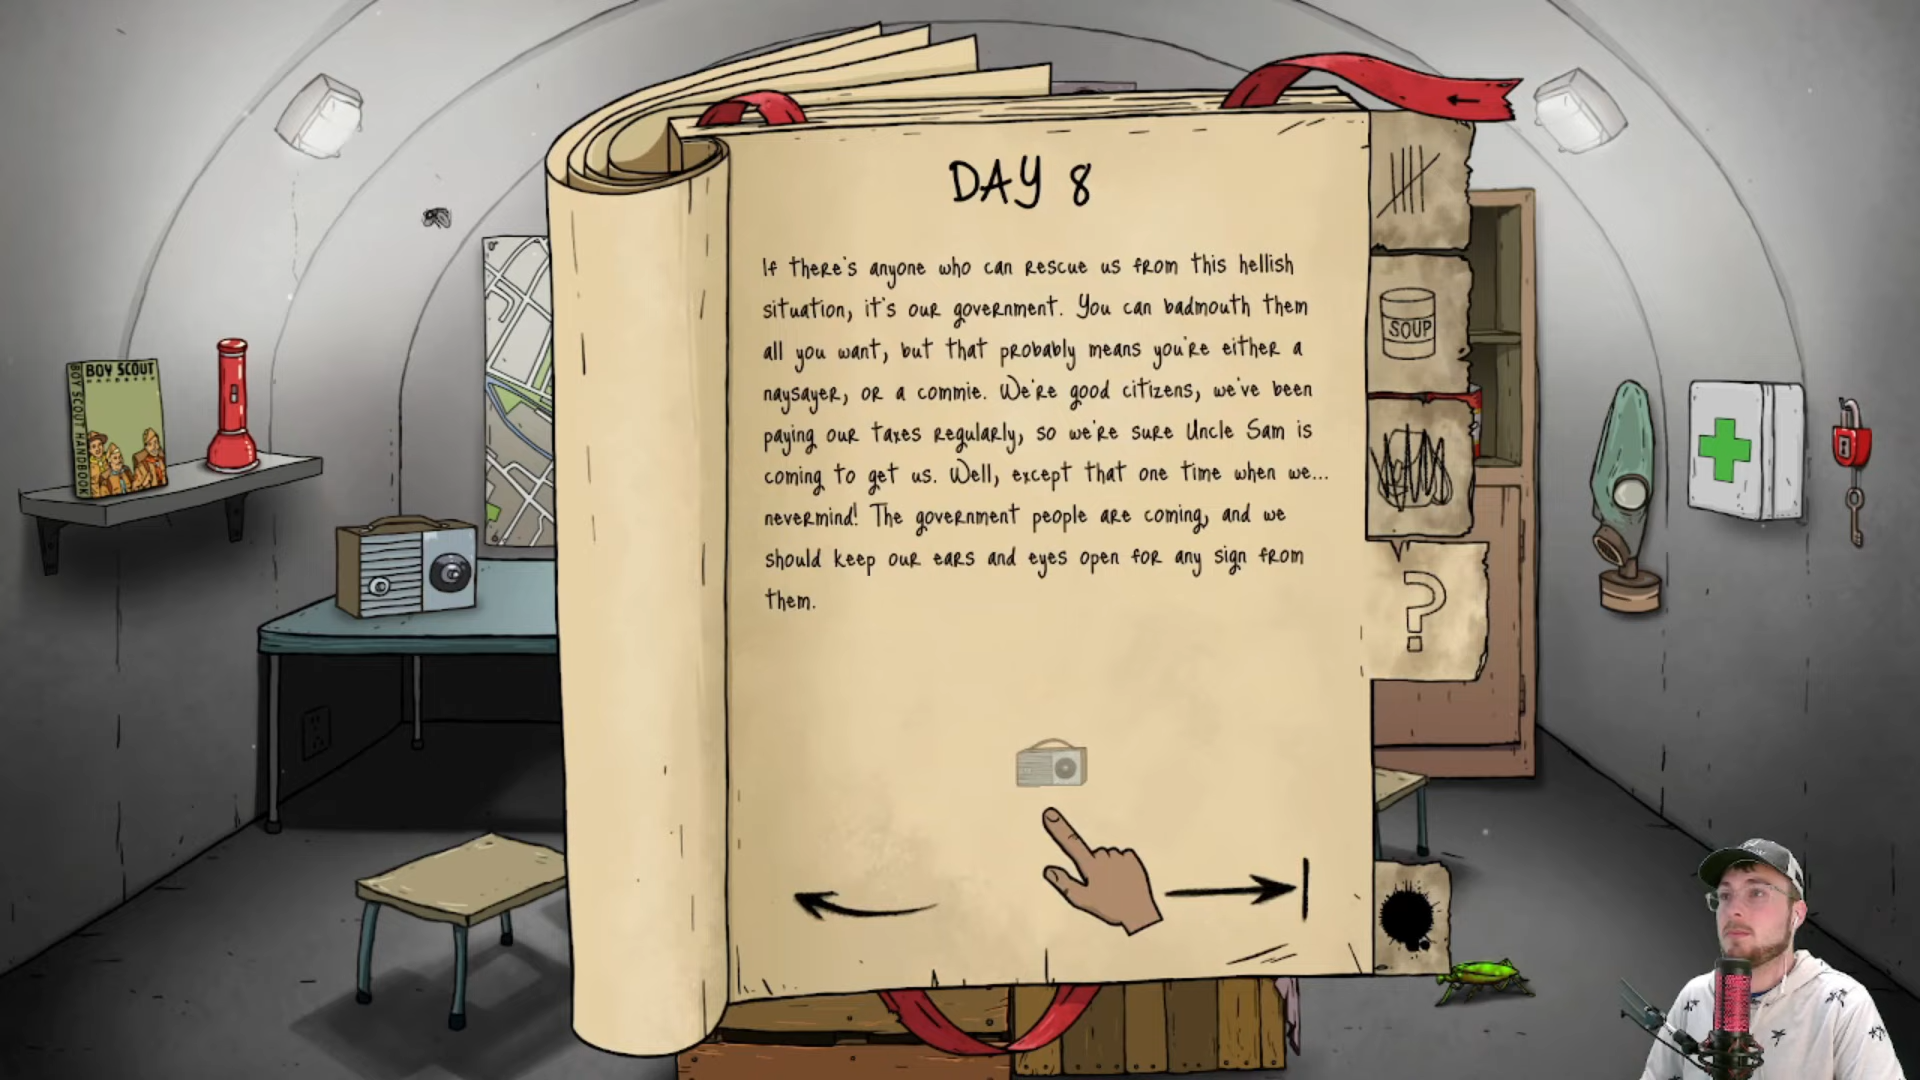 DAY 8
If there's anyone who can rescue us from this hellish
situation, it's our government. You can badmouth them
all you want, but that probably means you're either a
naysayer, or a commie. We're good citizens, we've been
paying our taxes regularly, so we're sure Uncle Sam is
coming to get us. Well, except that one time when we...
nevermind! The government people are coming, and we
should keep our ears and eyes open for any sign from
them.
SOUP
?
BOY SCOUT
BOY SCOUT HANDBOOK